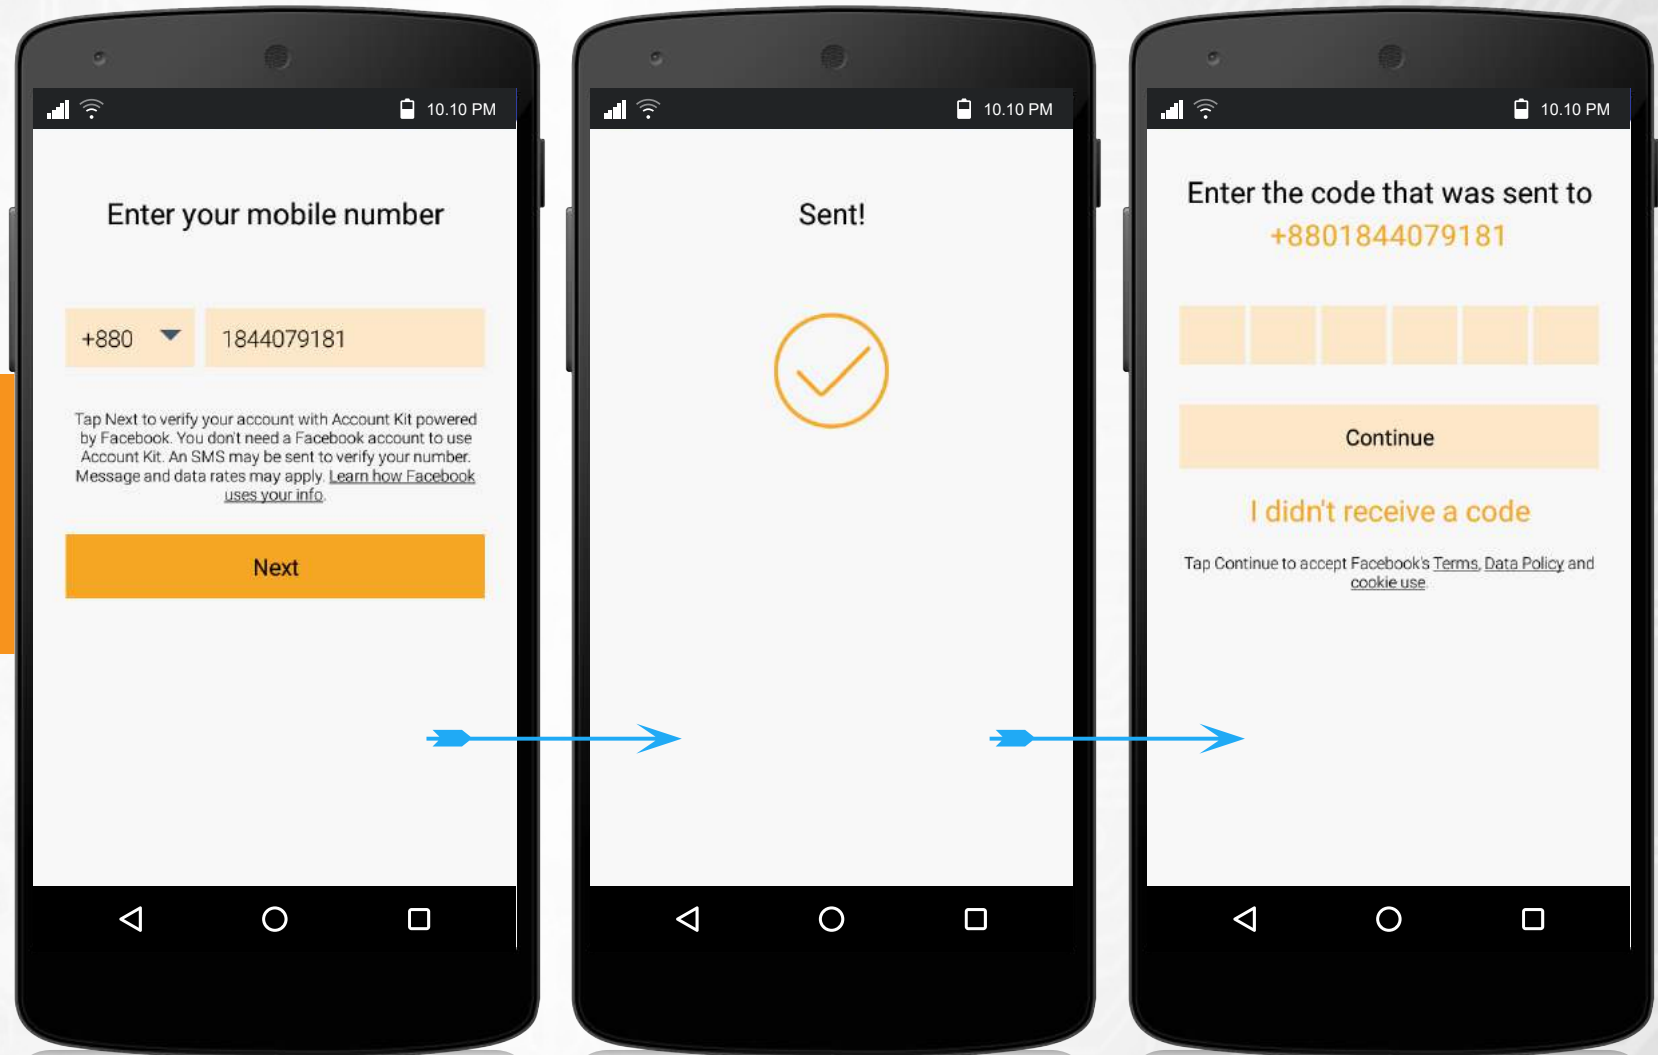 10.10 PM
Enter your mobile number
+880
1844079181
Tap Next to verify your account with Account Kit powered
by Facebook. You don't need a Facebook account to use
Account Kit. An SMS may be sent to verify your number.
Message and data rates may apply. Learn how Facebook
uses your info.
Next
10.10 PM
Sent!
10.10 PM
Enter the code that was sent to
+8801844079181
Continue
I didn't receive a code
Tap Continue to accept Facebook's Terms, Data Policy and
cookie use.